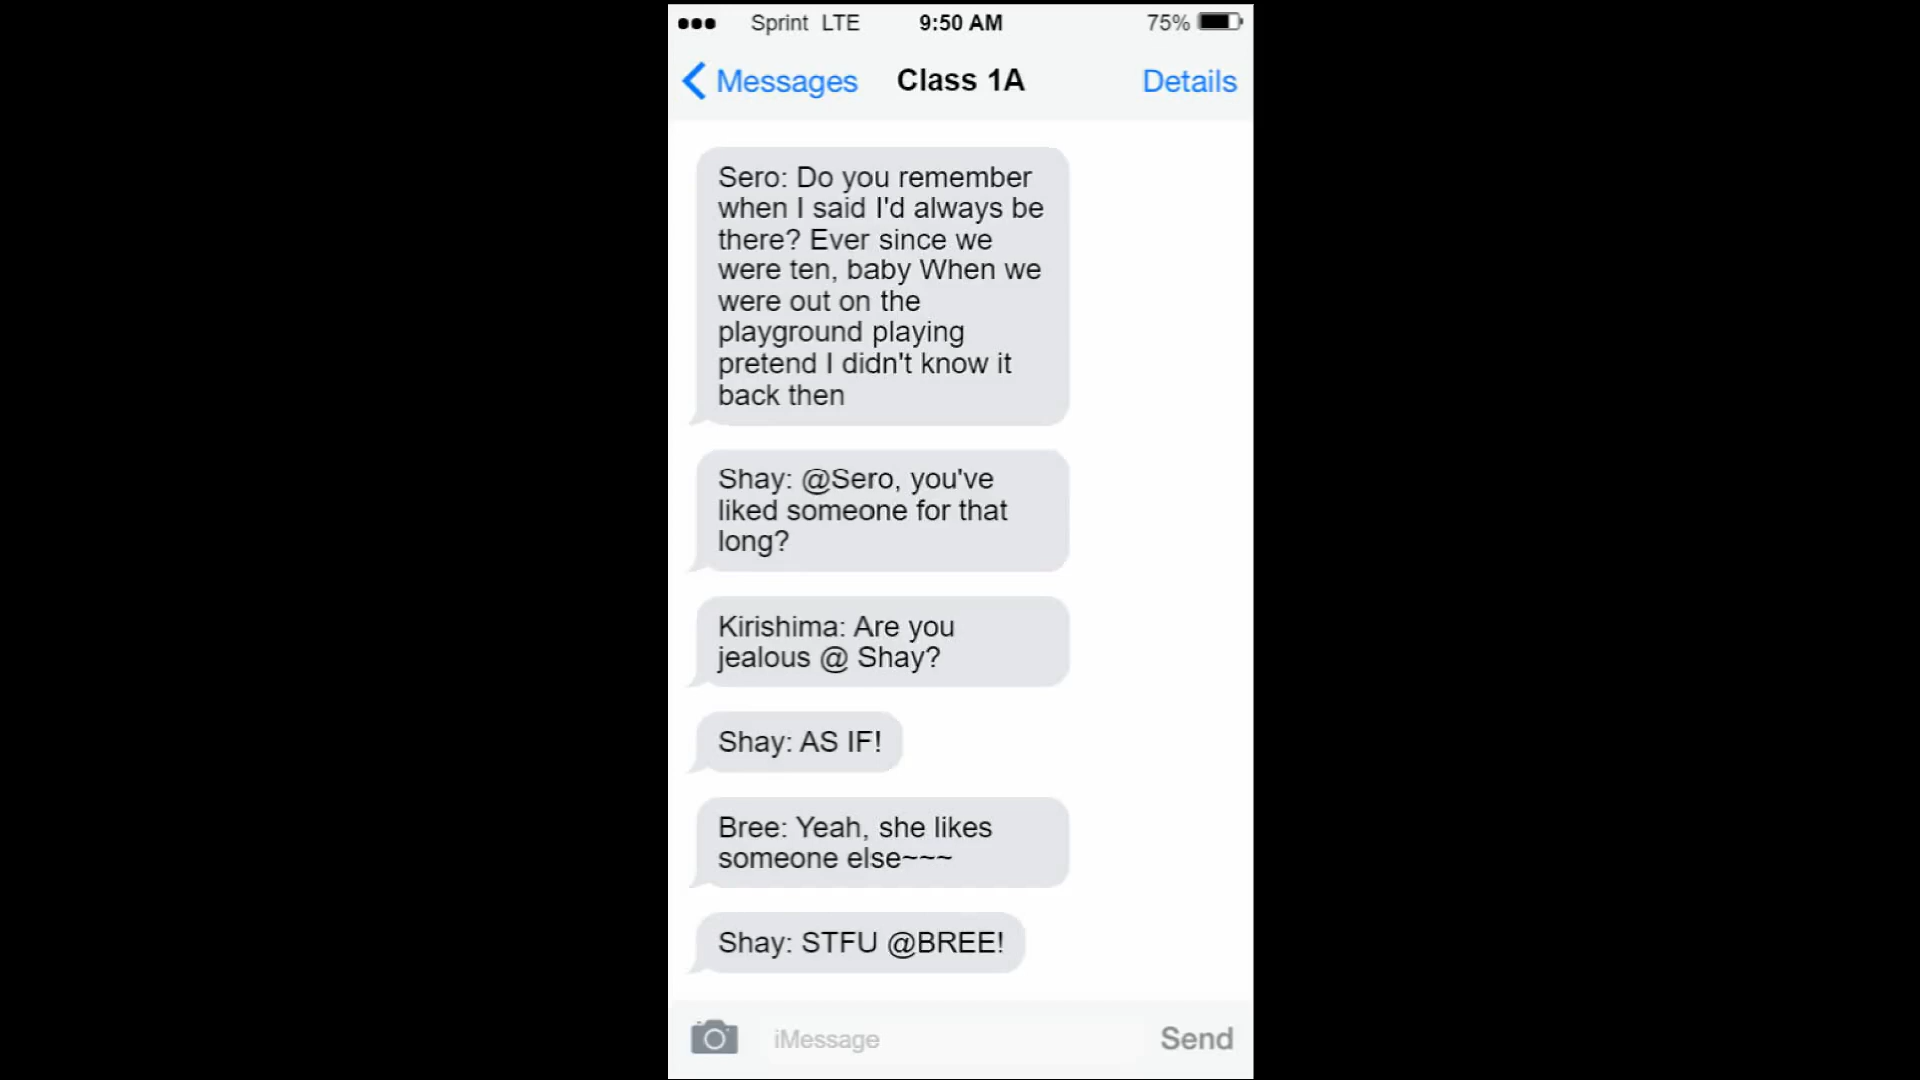 Sprint LTE 9:50 AM 75%
Messages Class 1A Details
Sero: Do you remember
when I said I'd always be
there? Ever since we
were ten, baby When we
were out on the
playground playing
pretend I didn't know it
back then
Shay: @Sero, you've
liked someone for that
long?
Kirishima: Are you
jealous @ Shay?
Shay: AS IF!
Bree: Yeah, she likes
someone else~~~
Shay: STFU @BREE!
iMessage Send